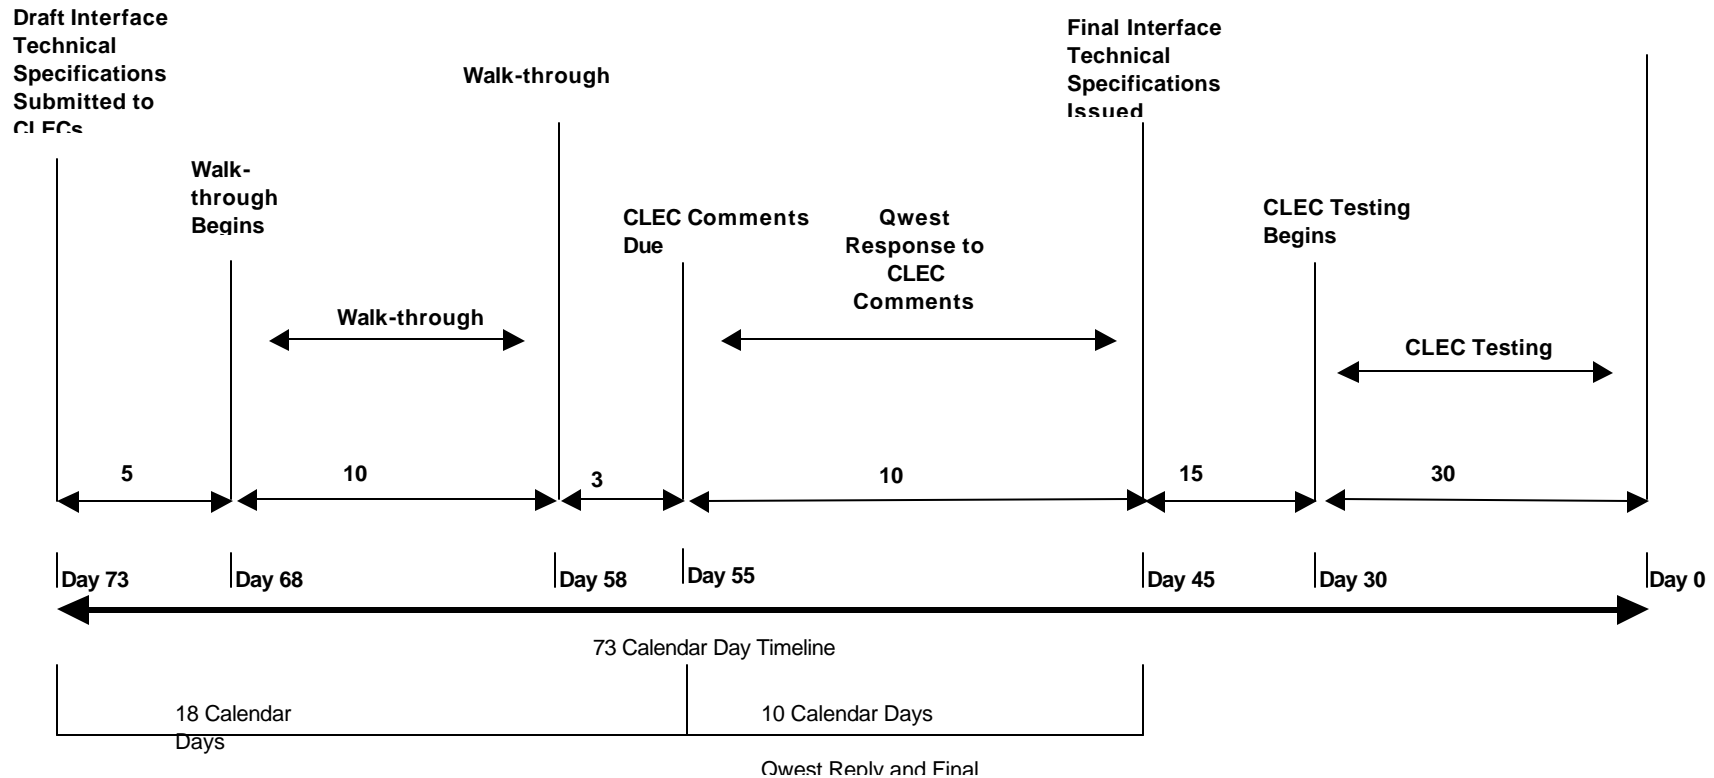 Draft Interface
Technical
Specifications
Submitted to
CLECs
Walk-through
Final Interface
Technical
Specifications
Issued
Walk-
through
Begins
CLEC Comments
Due
Qwest
Response to
CLEC
Comments
CLEC Testing
Begins
Walk-through
CLEC Testing
5
10
3
10
15
30
Day 73
Day 68
Day 58
Day 55
Day 45
Day 30
Day 0
73 Calendar Day Timeline
18 Calendar
Days
10 Calendar Days
Qwest Reply and Final